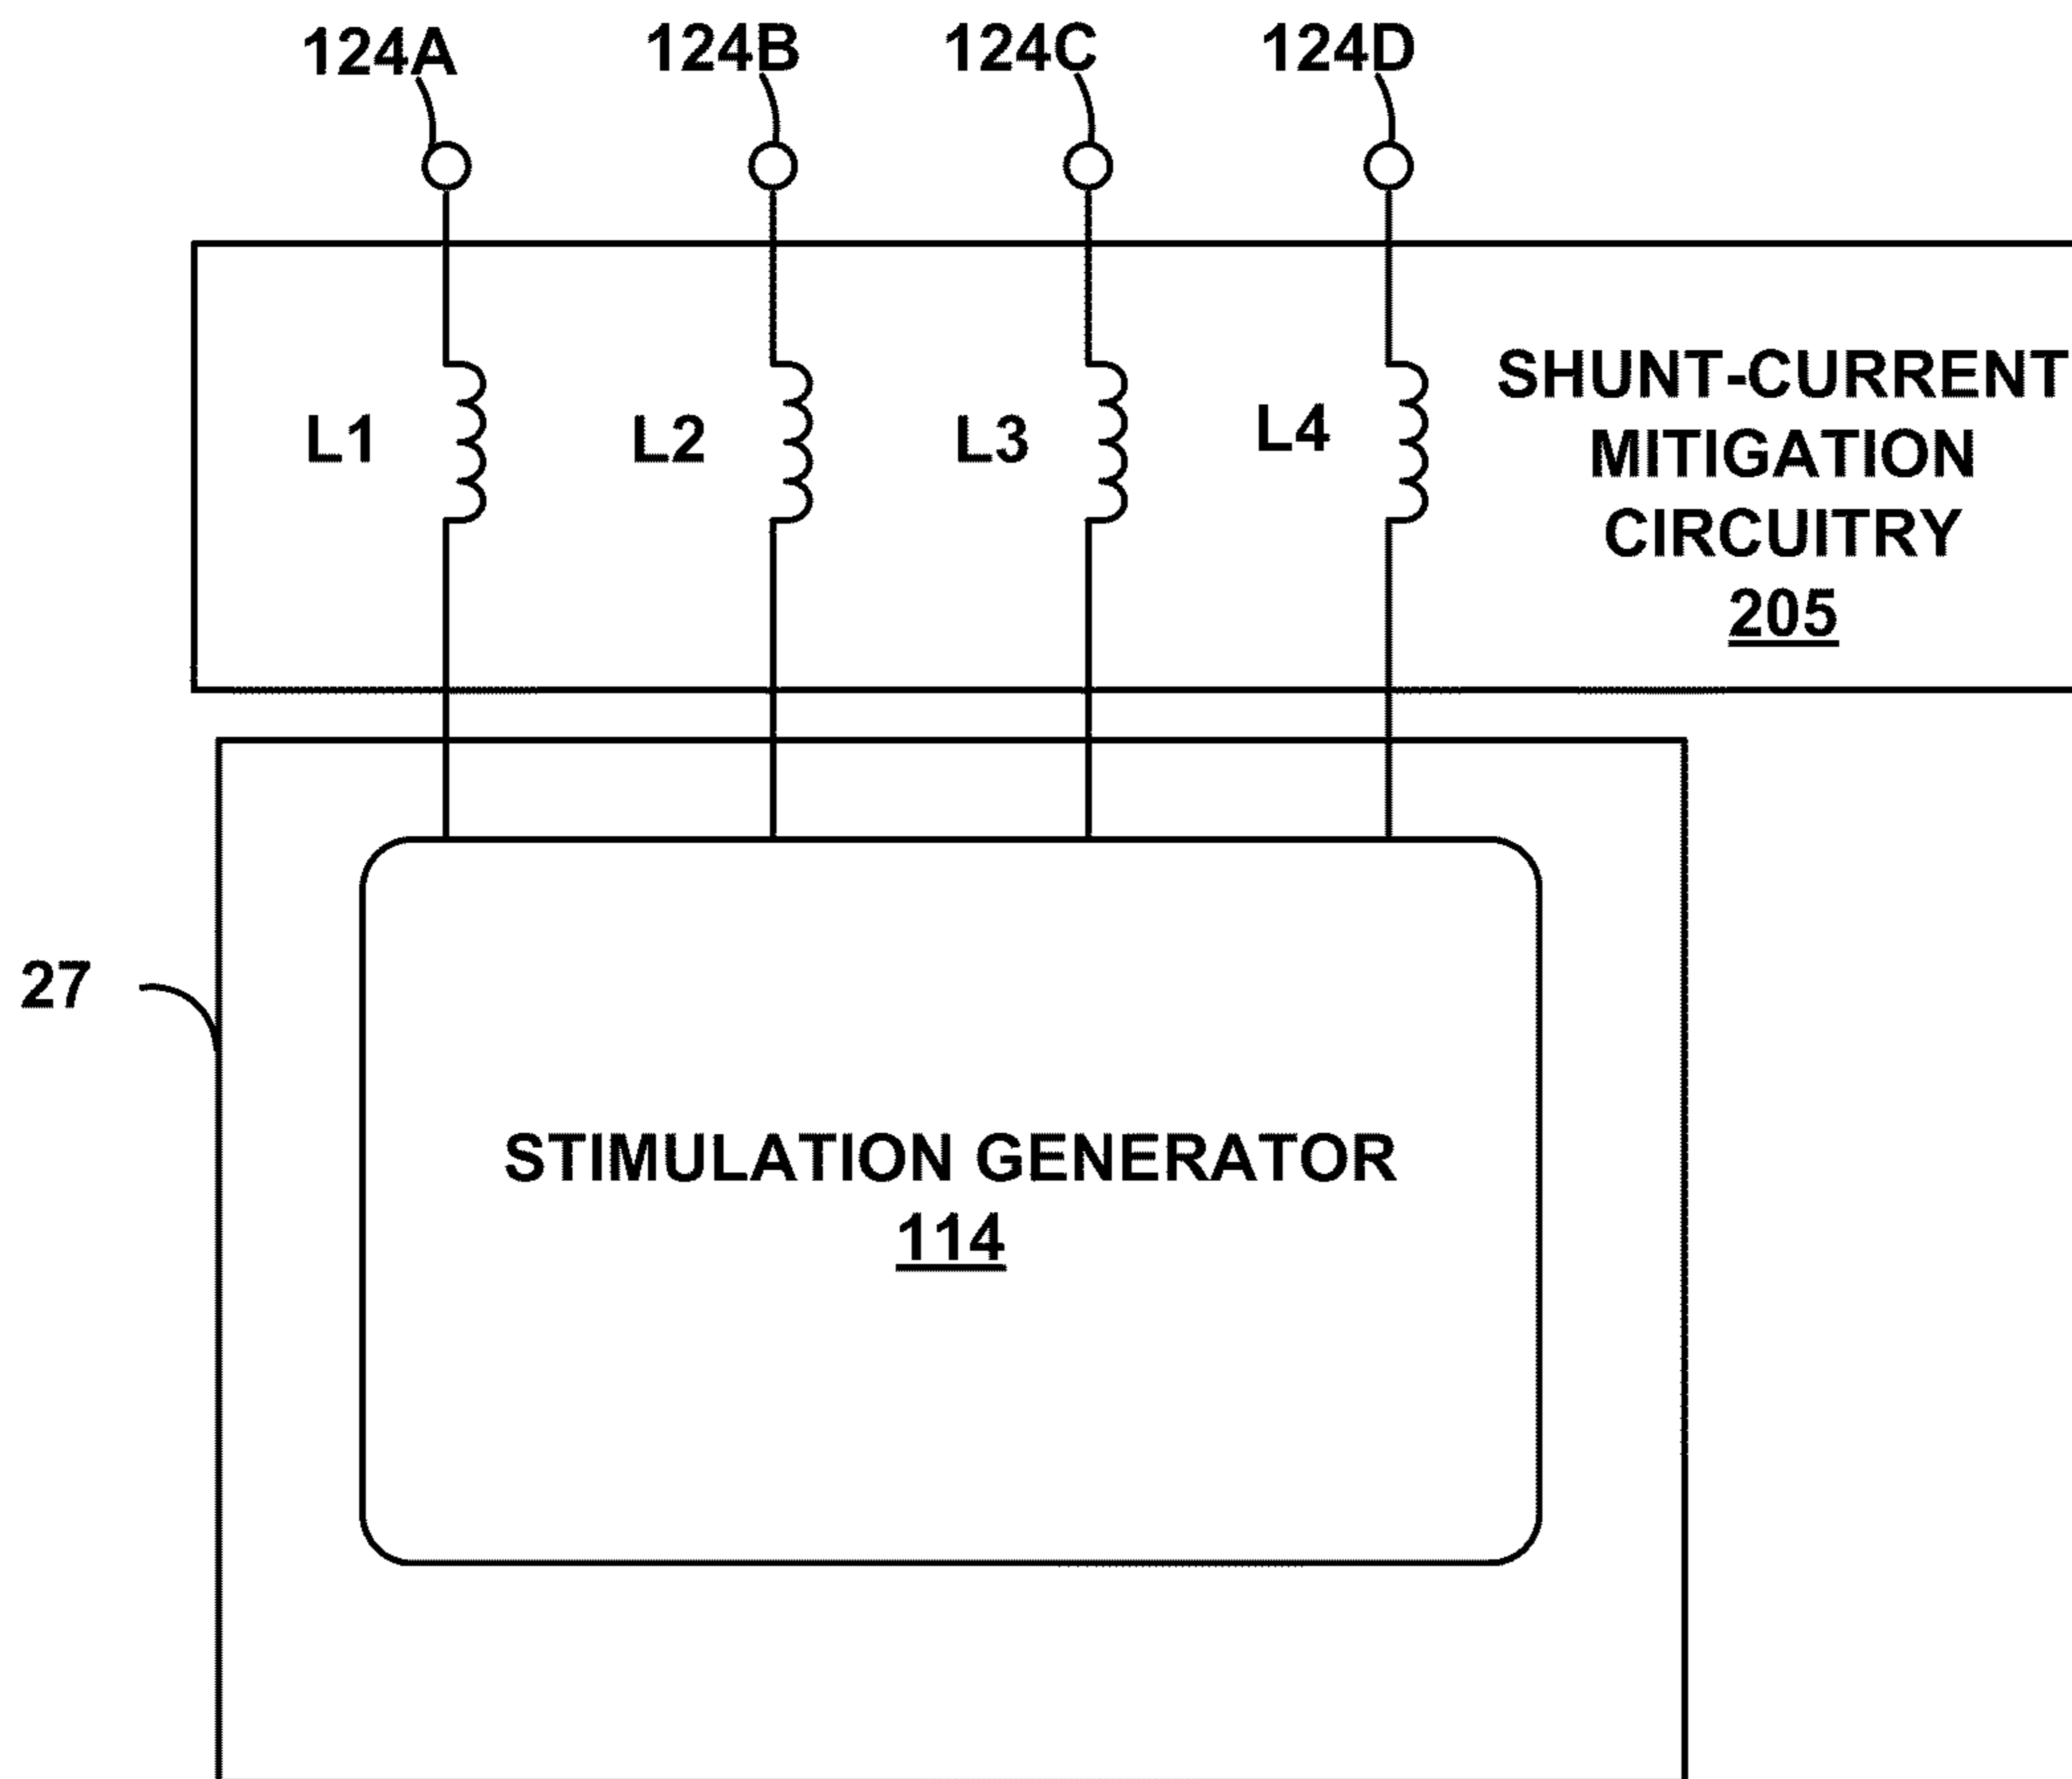 124A
124B
124C
124D
L1
L2
L3
L4
SHUNT-CURRENT
MITIGATION
CIRCUITRY
205
27
STIMULATION GENERATOR
114